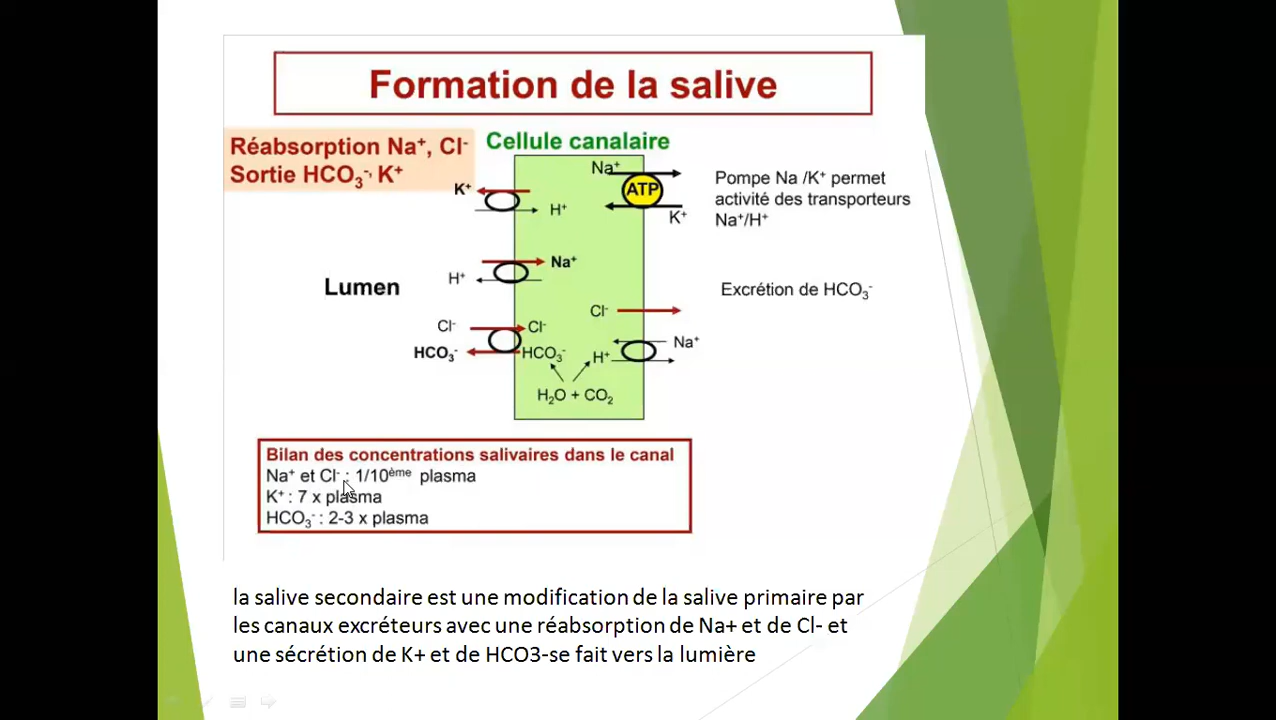 Formation de la salive
Réabsorption Na⁺, Cl⁻
Sortie HCO₃⁻, K⁺
Cellule canalaire
Na⁺
ATP
K⁺
K⁺
H⁺
Pompe Na /K⁺ permet
activité des transporteurs
Na⁺/H⁺
Na⁺
H⁺
Lumen
Excrétion de HCO₃⁻
Cl⁻
Cl⁻
Cl⁻
HCO₃⁻
HCO₃⁻
H⁺
Na⁺
H₂O + CO₂
Bilan des concentrations salivaires dans le canal
Na⁺ et Cl⁻ : 1/10ᵉᵐᵉ plasma
K⁺ : 7 x plasma
HCO₃⁻ : 2-3 x plasma
la salive secondaire est une modification de la salive primaire par
les canaux excréteurs avec une réabsorption de Na+ et de Cl- et
une sécrétion de K+ et de HCO3-se fait vers la lumière